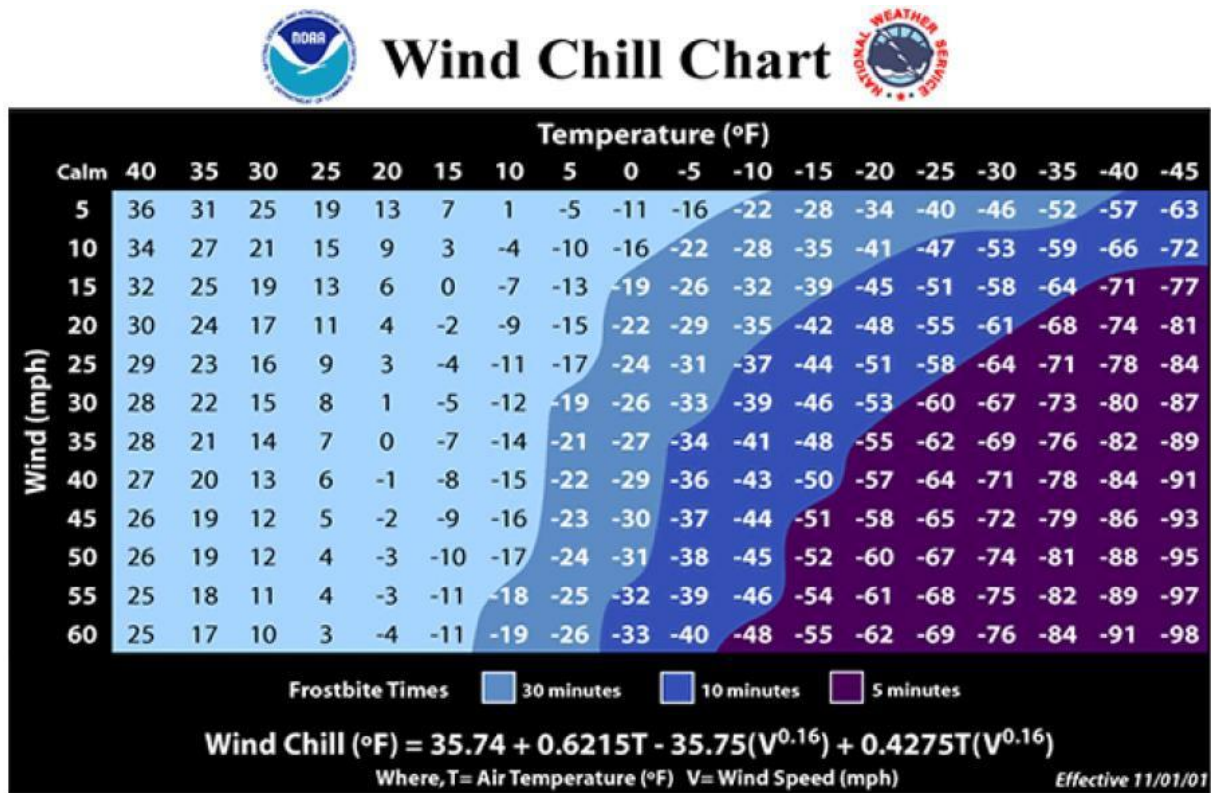 NOAA
Wind Chill Chart
NATIONAL WEATHER SERVICE
Temperature (ºF)
Calm 40 35 30 25 20 15 10 5 0 -5 -10 -15 -20 -25 -30 -35 -40 -45
Wind (mph)
5 36 31 25 19 13 7 1 -5 -11 -16 -22 -28 -34 -40 -46 -52 -57 -63
10 34 27 21 15 9 3 -4 -10 -16 -22 -28 -35 -41 -47 -53 -59 -66 -72
15 32 25 19 13 6 0 -7 -13 -19 -26 -32 -39 -45 -51 -58 -64 -71 -77
20 30 24 17 11 4 -2 -9 -15 -22 -29 -35 -42 -48 -55 -61 -68 -74 -81
25 29 23 16 9 3 -4 -11 -17 -24 -31 -37 -44 -51 -58 -64 -71 -78 -84
30 28 22 15 8 1 -5 -12 -19 -26 -33 -39 -46 -53 -60 -67 -73 -80 -87
35 28 21 14 7 0 -7 -14 -21 -27 -34 -41 -48 -55 -62 -69 -76 -82 -89
40 27 20 13 6 -1 -8 -15 -22 -29 -36 -43 -50 -57 -64 -71 -78 -84 -91
45 26 19 12 5 -2 -9 -16 -23 -30 -37 -44 -51 -58 -65 -72 -79 -86 -93
50 26 19 12 4 -3 -10 -17 -24 -31 -38 -45 -52 -60 -67 -74 -81 -88 -95
55 25 18 11 4 -3 -11 -18 -25 -32 -39 -46 -54 -61 -68 -75 -82 -89 -97
60 25 17 10 3 -4 -11 -19 -26 -33 -40 -48 -55 -62 -69 -76 -84 -91 -98
Frostbite Times 30 minutes 10 minutes 5 minutes
Wind Chill (ºF) = 35.74 + 0.6215T - 35.75(V^0.16) + 0.4275T(V^0.16)
Where, T= Air Temperature (ºF) V= Wind Speed (mph)
Effective 11/01/01